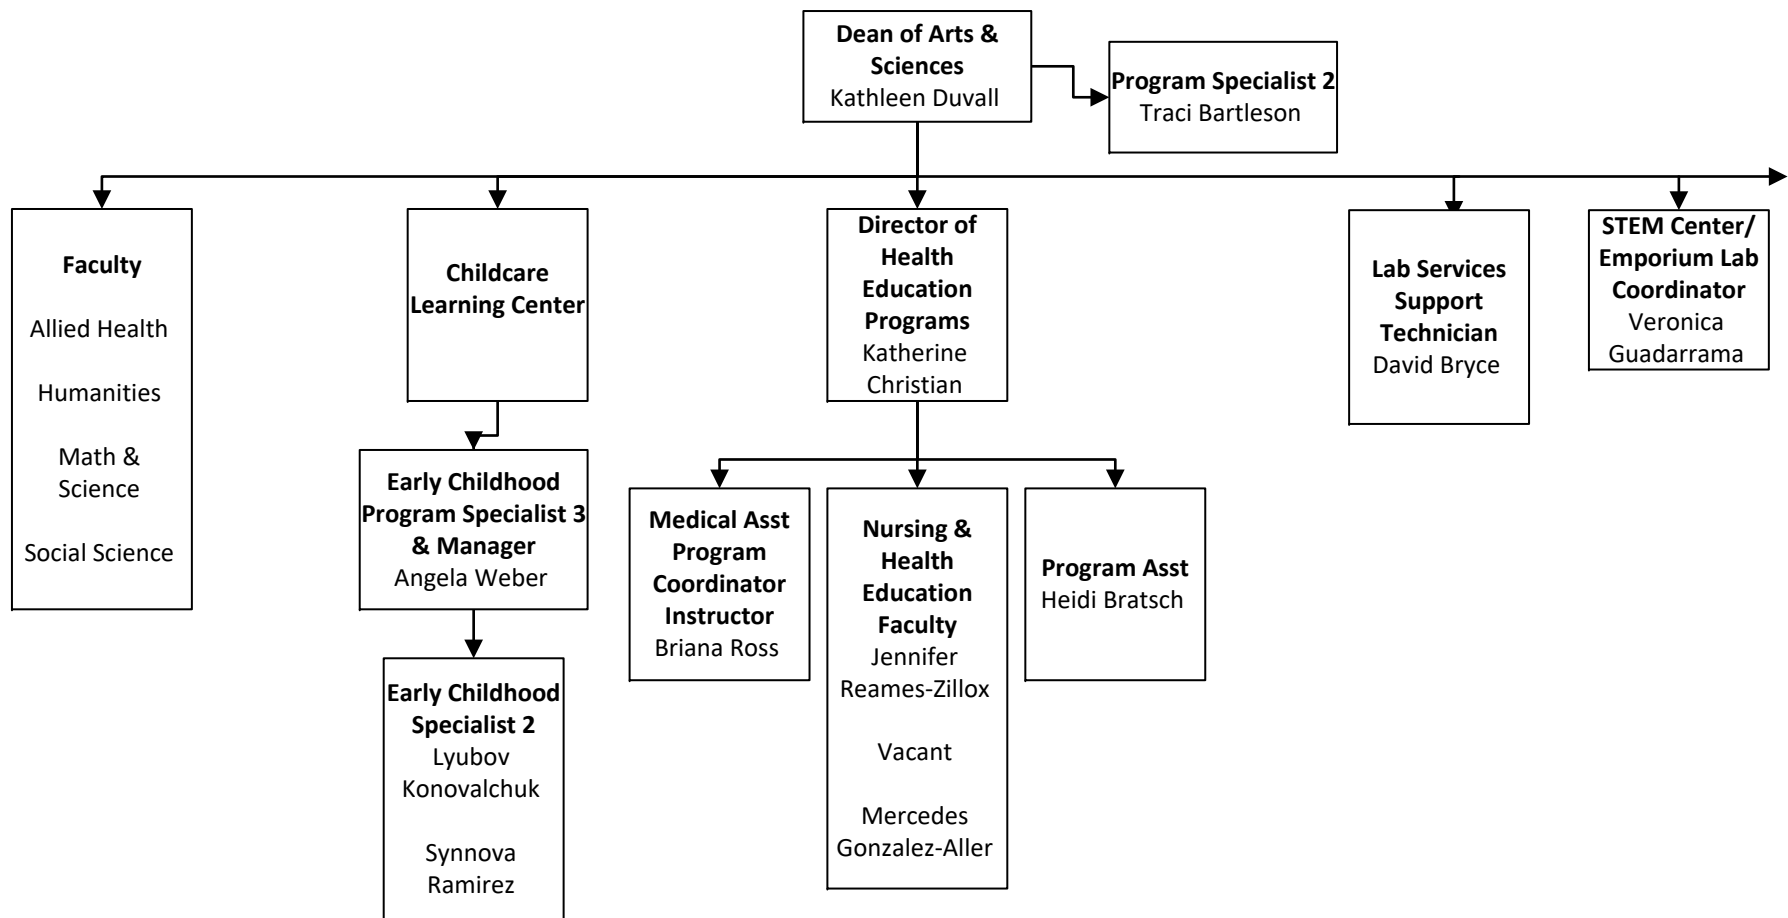 Dean of Arts &
Sciences
Kathleen Duvall
Program Specialist 2
Traci Bartleson
Faculty
Allied Health
Humanities
Math &
Science
Social Science
Childcare
Learning Center
Director of
Health
Education
Programs
Katherine
Christian
Lab Services
Support
Technician
David Bryce
STEM Center/
Emporium Lab
Coordinator
Veronica
Guadarrama
Early Childhood
Program Specialist 3
& Manager
Angela Weber
Medical Asst
Program
Coordinator
Instructor
Briana Ross
Nursing &
Health
Education
Faculty
Jennifer
Reames-Zillox
Vacant
Mercedes
Gonzalez-Aller
Program Asst
Heidi Bratsch
Early Childhood
Specialist 2
Lyubov
Konovalchuk
Synnova
Ramirez